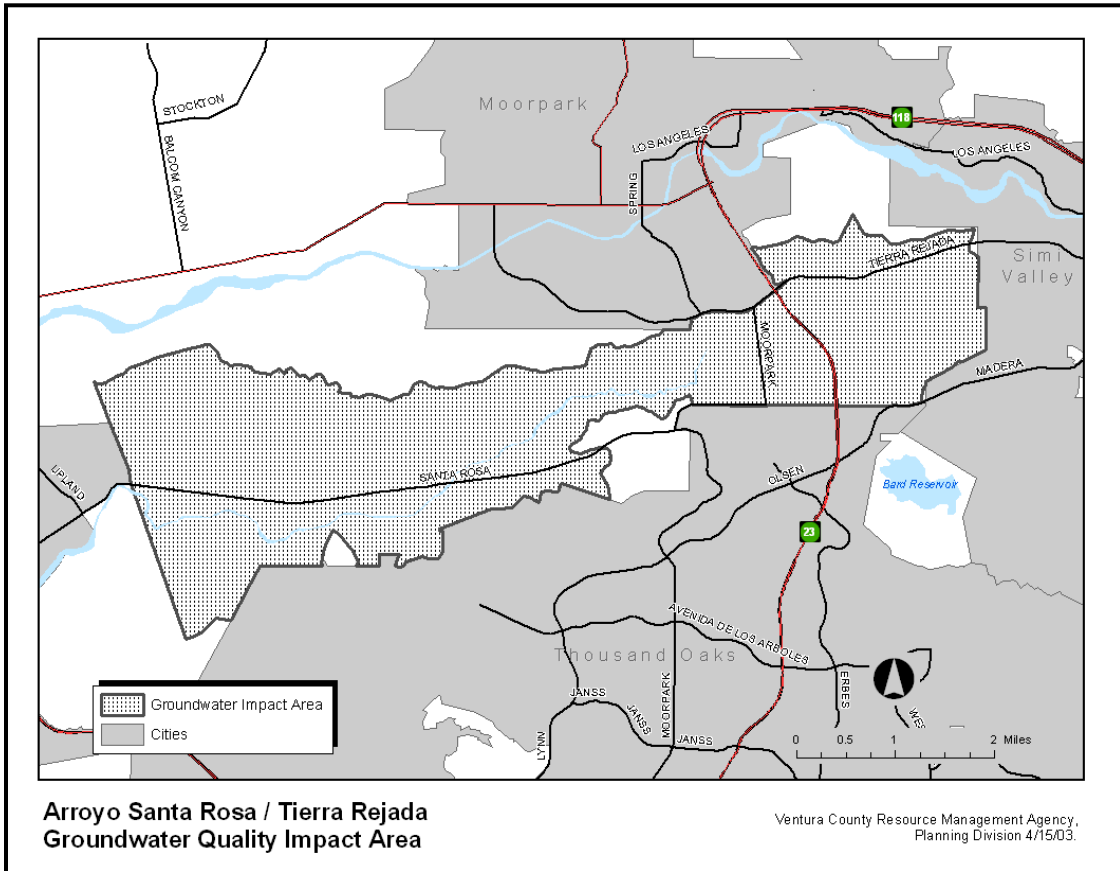 STOCKTON
BALCOM CANYON
Moorpark
LOS ANGELES
118
LOS ANGELES
SPRING
TIERRA REJADA
Simi
Valley
MOORPARK
MADERA
UPLAND
SANTA ROSA
OLSEN
Bard Reservoir
23
AVENIDA DE LOS ARBOLES
Thousand Oaks
ERBES
WES
JANSS
JANSS
JANSS
MOORPARK
LYNN
Groundwater Impact Area
Cities
0 0.5 1 2 Miles
Arroyo Santa Rosa / Tierra Rejada
Groundwater Quality Impact Area
Ventura County Resource Management Agency,
Planning Division 4/15/03.